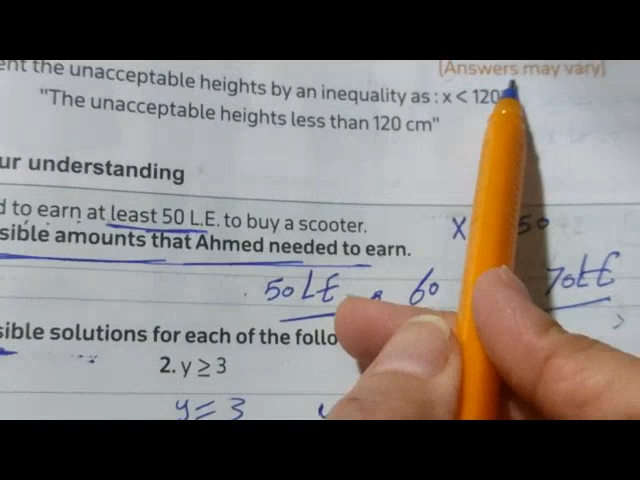 (Answers may vary)
ent the unacceptable heights by an inequality as : x < 120
"The unacceptable heights less than 120 cm"
ur understanding
d to earn at least 50 L.E. to buy a scooter.
sible amounts that Ahmed needed to earn.
X 50
50 LE , 60 70LE
sible solutions for each of the follo
2. y ≥ 3
y = 3